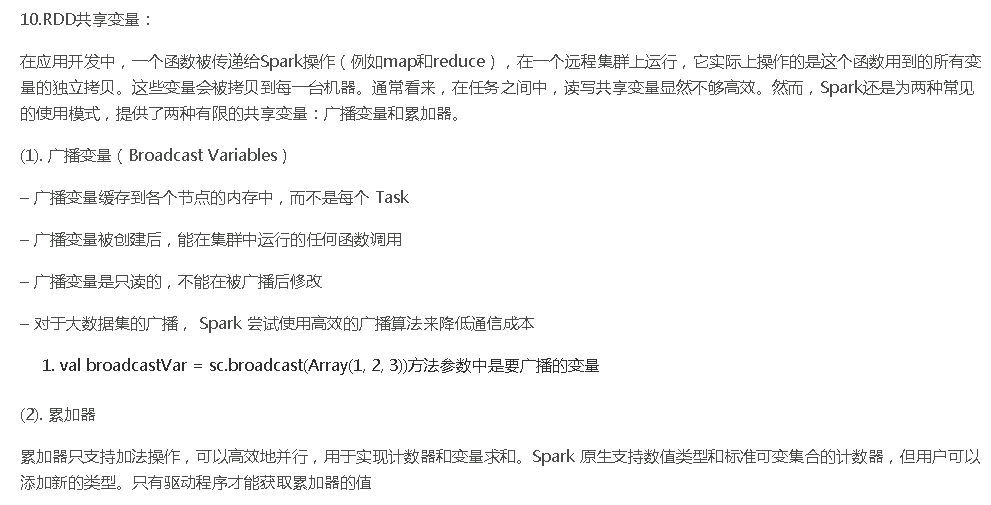 10.RDD共享变量：
在应用开发中，一个函数被传递给Spark操作（例如map和reduce），在一个远程集群上运行，它实际上操作的是这个函数用到的所有变
量的独立拷贝。这些变量会被拷贝到每一台机器。通常看来，在任务之间中，读写共享变量显然不够高效。然而，Spark还是为两种常见
的使用模式，提供了两种有限的共享变量：广播变量和累加器。
(1). 广播变量（Broadcast Variables）
– 广播变量缓存到各个节点的内存中，而不是每个 Task
– 广播变量被创建后，能在集群中运行的任何函数调用
– 广播变量是只读的，不能在被广播后修改
– 对于大数据集的广播， Spark 尝试使用高效的广播算法来降低通信成本
1. val broadcastVar = sc.broadcast(Array(1, 2, 3))方法参数中是要广播的变量
(2). 累加器
累加器只支持加法操作，可以高效地并行，用于实现计数器和变量求和。Spark 原生支持数值类型和标准可变集合的计数器，但用户可以
添加新的类型。只有驱动程序才能获取累加器的值